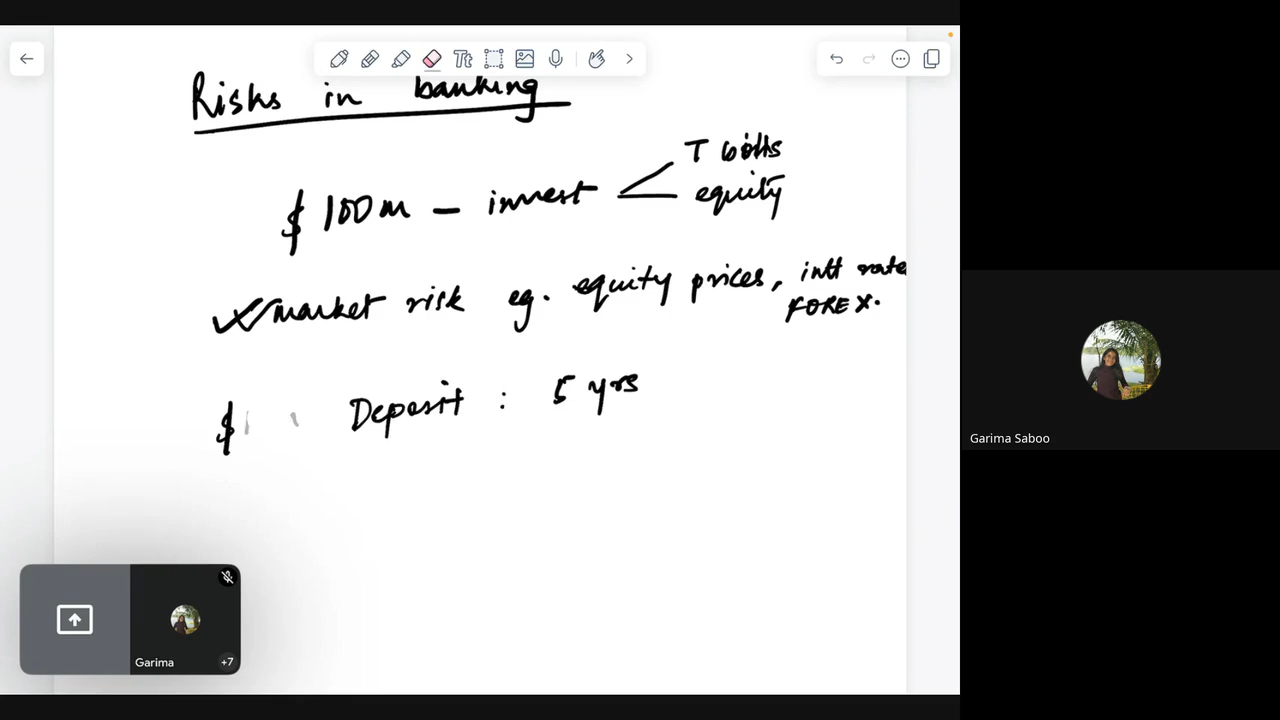 Tt
Risks in banking
$ 100m - invest < T bills
equity
market risk eg. equity prices, intt rate
FOREX.
$ Deposit : 5 yrs
Garima Saboo
Garima +7